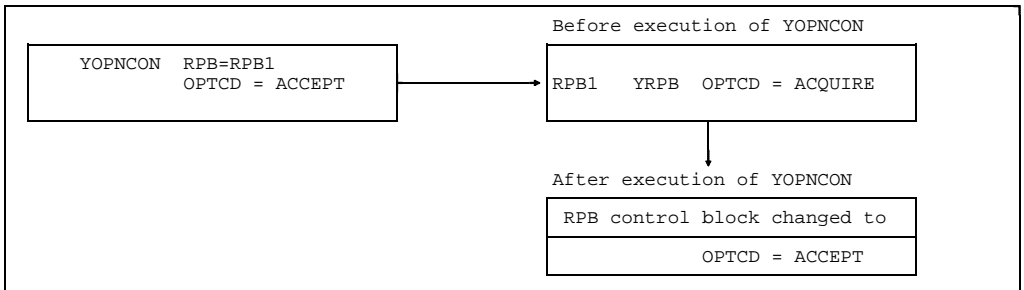 Before execution of YOPNCON
YOPNCON RPB=RPB1
OPTCD = ACCEPT
RPB1 YRPB OPTCD = ACQUIRE
After execution of YOPNCON
RPB control block changed to
OPTCD = ACCEPT